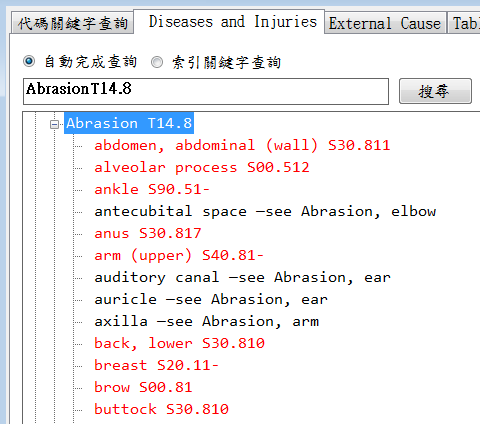 代碼關鍵字查詢 Diseases and Injuries External Cause Tabl
自動完成查詢 索引關鍵字查詢
AbrasionT14.8 搜尋
Abrasion T14.8
abdomen, abdominal (wall) S30.811
alveolar process S00.512
ankle S90.51-
antecubital space —see Abrasion, elbow
anus S30.817
arm (upper) S40.81-
auditory canal —see Abrasion, ear
auricle —see Abrasion, ear
axilla —see Abrasion, arm
back, lower S30.810
breast S20.11-
brow S00.81
buttock S30.810